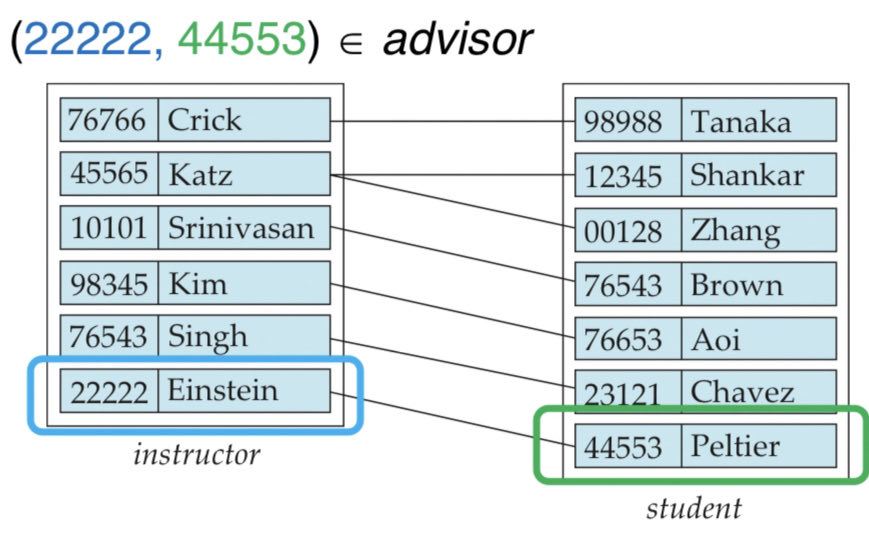 (22222, 44553) ∈ advisor
76766 Crick
45565 Katz
10101 Srinivasan
98345 Kim
76543 Singh
22222 Einstein
instructor
98988 Tanaka
12345 Shankar
00128 Zhang
76543 Brown
76653 Aoi
23121 Chavez
44553 Peltier
student